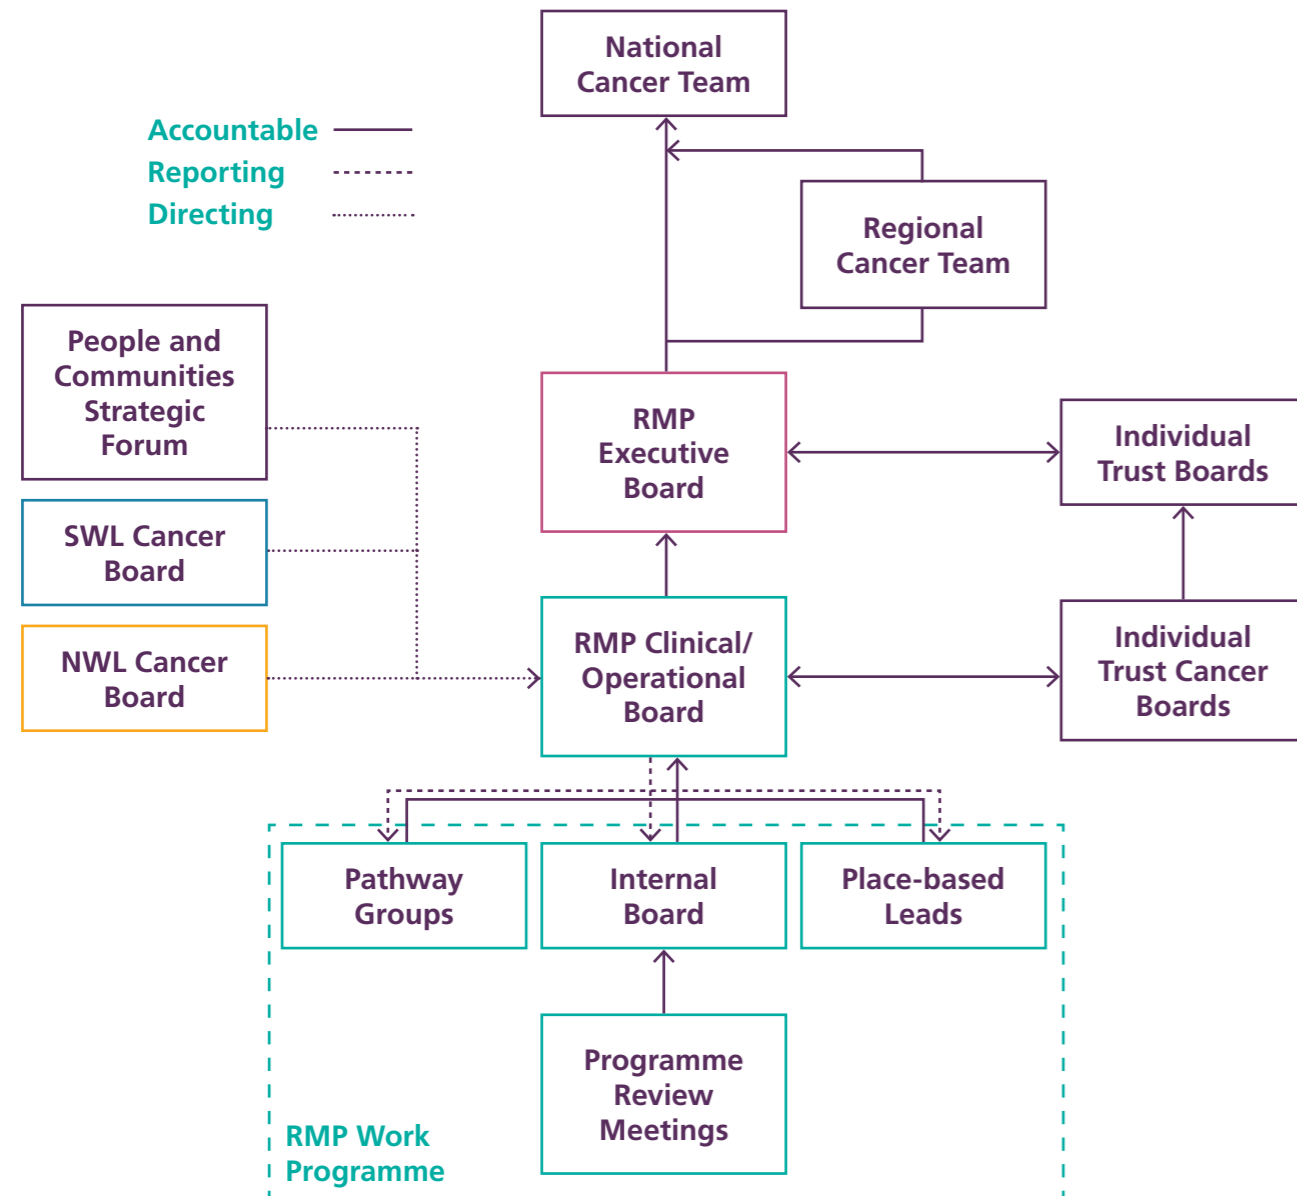 National
Cancer Team
Accountable
Reporting
Directing
Regional
Cancer Team
People and
Communities
Strategic
Forum
RMP
Executive
Board
Individual
Trust Boards
SWL Cancer
Board
NWL Cancer
Board
RMP Clinical/
Operational
Board
Individual
Trust Cancer
Boards
Pathway
Groups
Internal
Board
Place-based
Leads
Programme
Review
Meetings
RMP Work
Programme